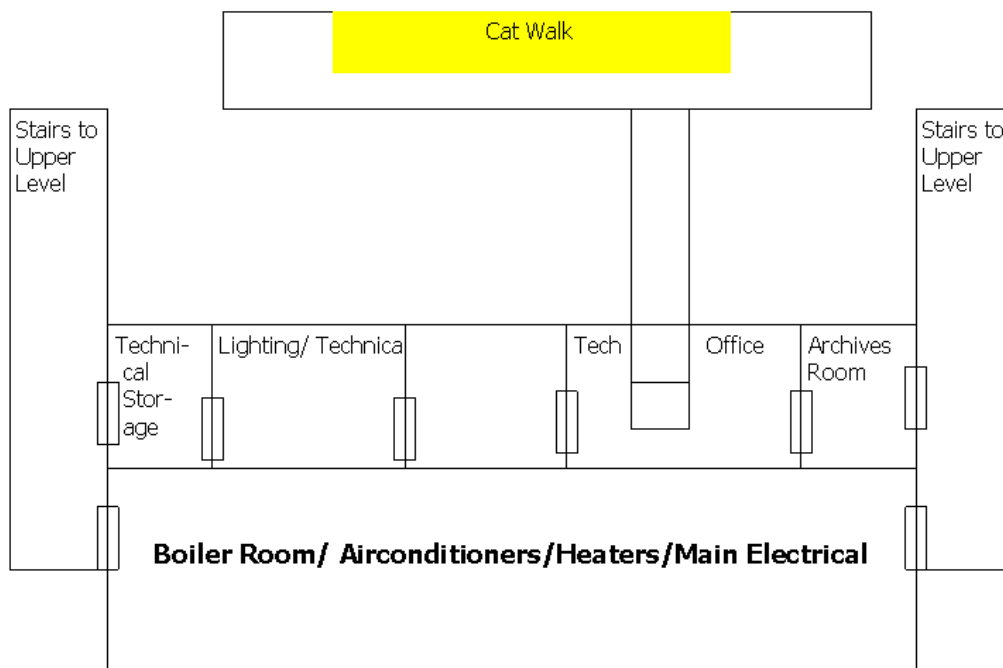 Cat Walk
Stairs to
Upper
Level
Stairs to
Upper
Level
Techni-
cal
Stor-
age
Lighting/ Technica
Tech
Office
Archives
Room
Boiler Room/ Airconditioners/Heaters/Main Electrical